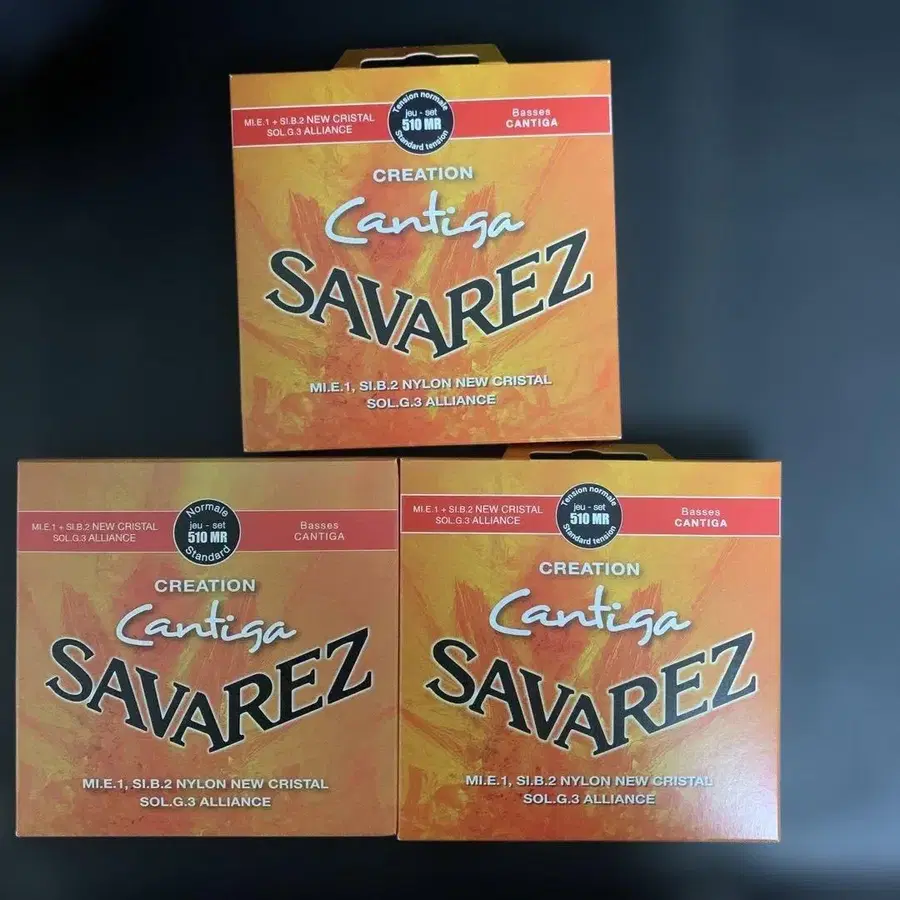 Tension normale
MI.E.1 + SI.B.2 NEW CRISTAL
SOL.G.3 ALLIANCE
jeu - set
510 MR
Standard tension
Basses
CANTIGA
CREATION
Cantiga
SAVAREZ
MI.E.1, SI.B.2 NYLON NEW CRISTAL
SOL.G.3 ALLIANCE
Normale
MI.E.1 + SI.B.2 NEW CRISTAL
SOL.G.3 ALLIANCE
jeu - set
510 MR
Standard
Basses
CANTIGA
CREATION
Cantiga
SAVAREZ
MI.E.1, SI.B.2 NYLON NEW CRISTAL
SOL.G.3 ALLIANCE
Tension normale
MI.E.1 + SI.B.2 NEW CRISTAL
SOL.G.3 ALLIANCE
jeu - set
510 MR
Standard tension
Basses
CANTIGA
CREATION
Cantiga
SAVAREZ
MI.E.1, SI.B.2 NYLON NEW CRISTAL
SOL.G.3 ALLIANCE